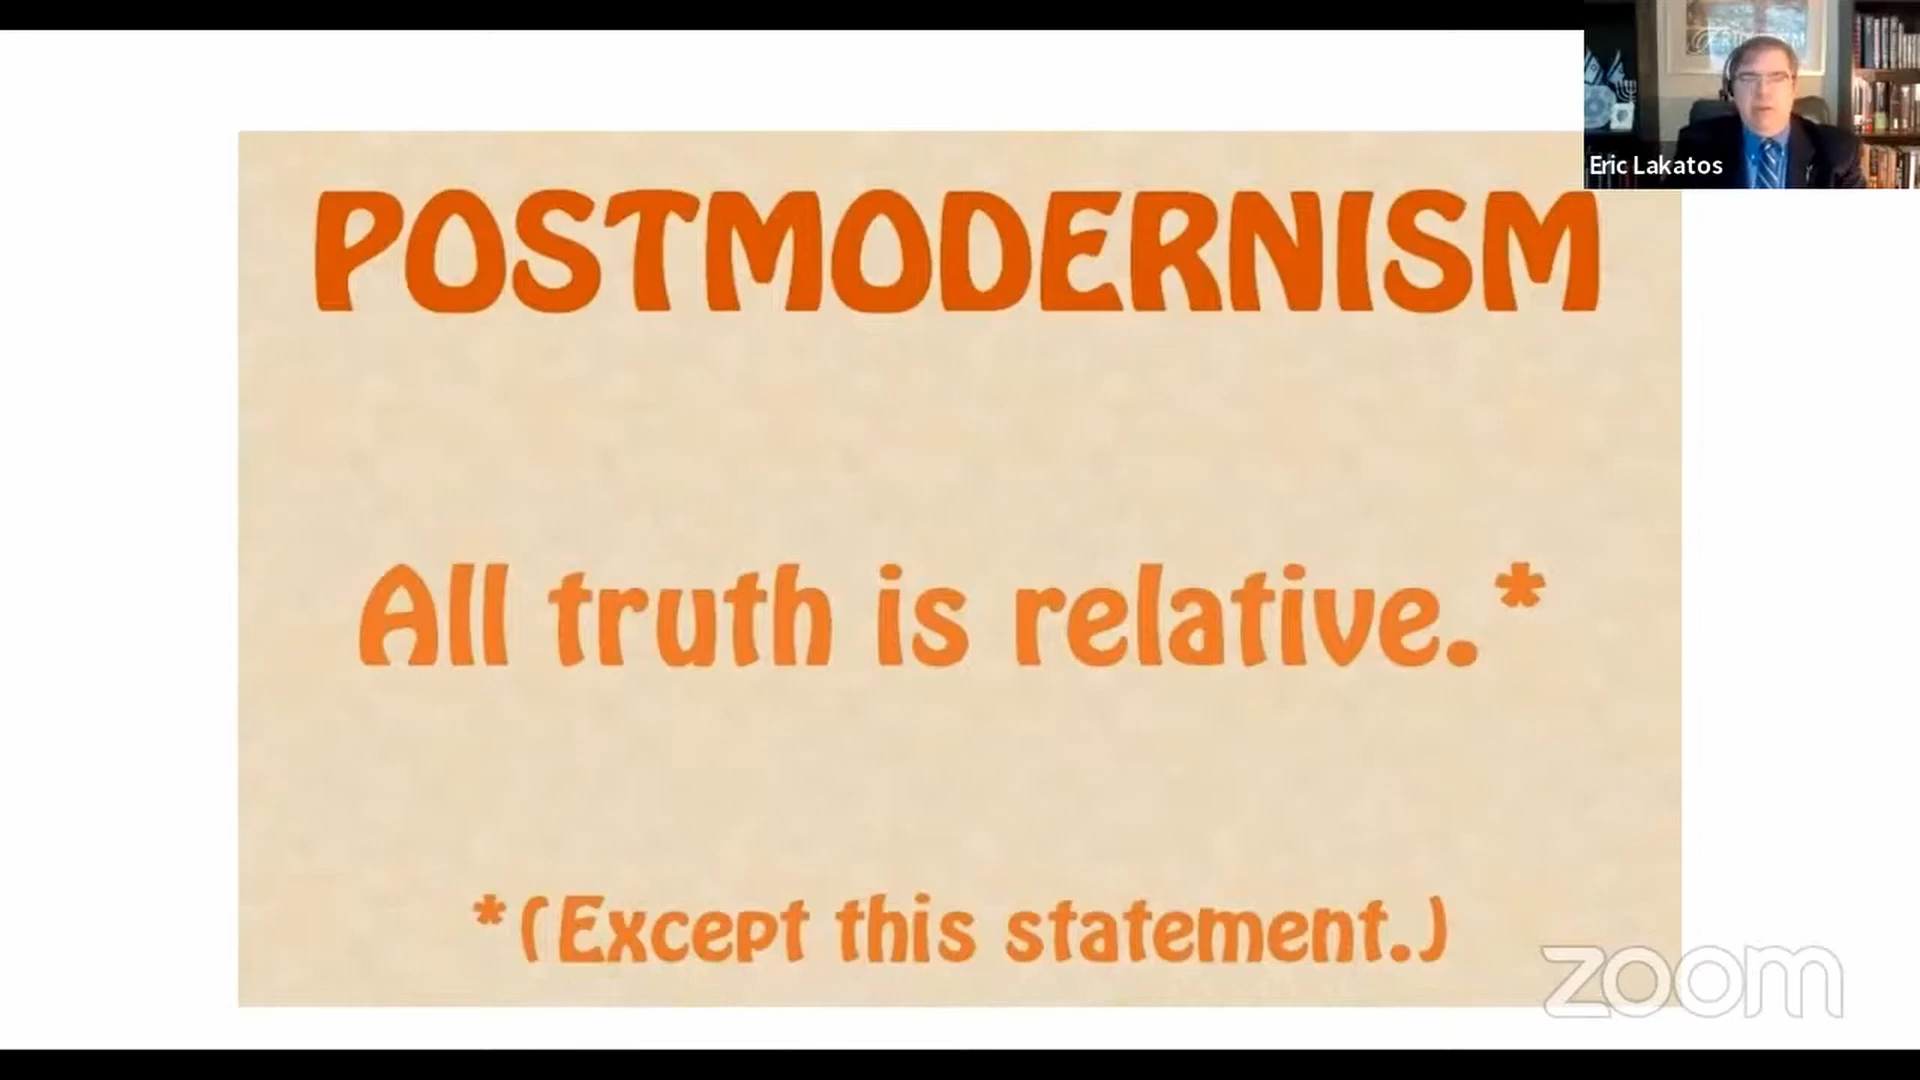 POSTMODERNISM
All truth is relative.*
*(Except this statement.)
Eric Lakatos
zoom